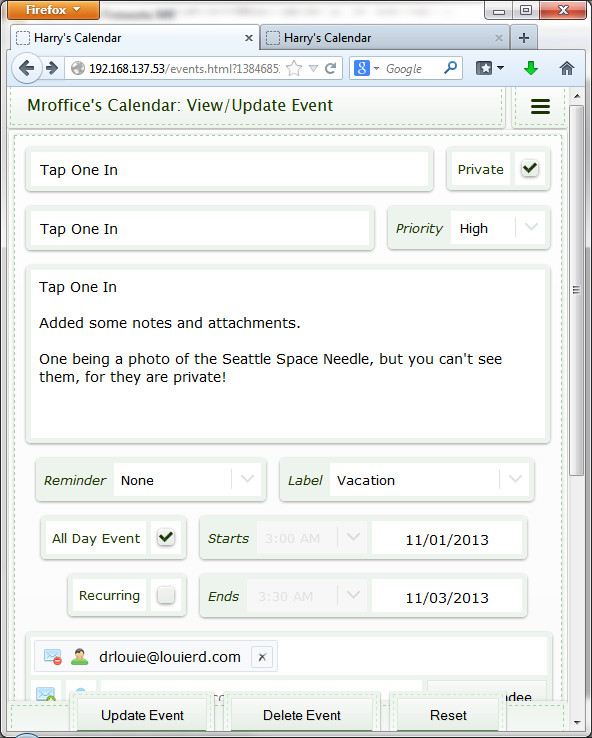 Firefox
Harry's Calendar
Harry's Calendar
192.168.137.53/events.html?1384685
Google
Mroffice's Calendar: View/Update Event
Tap One In
Private
Tap One In
Priority High
Tap One In
Added some notes and attachments.
One being a photo of the Seattle Space Needle, but you can't see
them, for they are private!
Reminder None
Label Vacation
All Day Event
Starts 3:00 AM 11/01/2013
Recurring
Ends 3:30 AM 11/03/2013
drlouie@louierd.com
Update Event
Delete Event
Reset